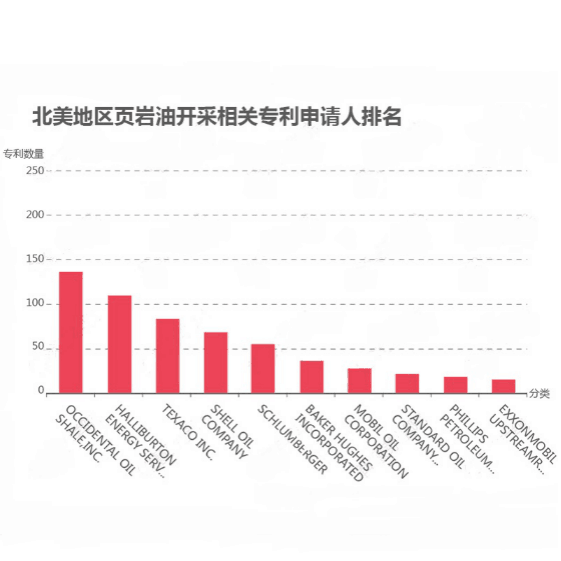 北美地区页岩油开采相关专利申请人排名
专利数量
250
200
150
100
50
0
分类
OCCIDENTAL OIL
SHALE,INC.
HALLIBURTON
ENERGY SERV...
TEXACO INC.
SHELL OIL
COMPANY
SCHLUMBERGER
BAKER HUGHES
INCORPORATED
MOBIL OIL
CORPORATION
STANDARD OIL
COMPANY...
PHILLIPS
PETROLEUM...
EXXONMOBIL
UPSTREAMR...